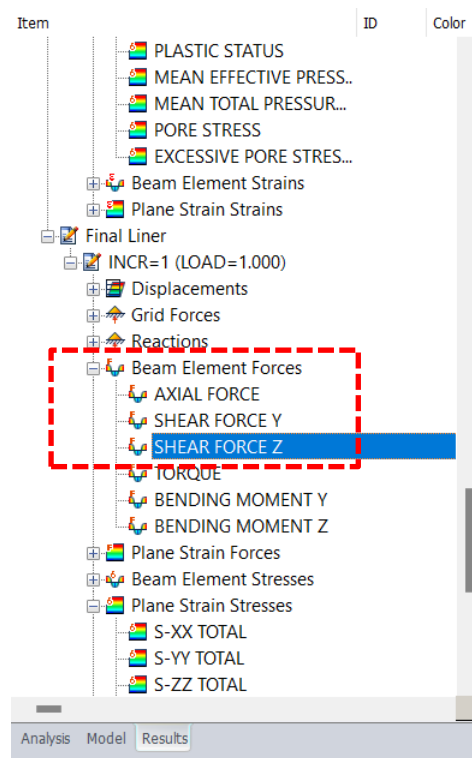 Item ID Color
PLASTIC STATUS
MEAN EFFECTIVE PRESS..
MEAN TOTAL PRESSUR...
PORE STRESS
EXCESSIVE PORE STRES...
Beam Element Strains
Plane Strain Strains
Final Liner
INCR=1 (LOAD=1.000)
Displacements
Grid Forces
Reactions
Beam Element Forces
AXIAL FORCE
SHEAR FORCE Y
SHEAR FORCE Z
TORQUE
BENDING MOMENT Y
BENDING MOMENT Z
Plane Strain Forces
Beam Element Stresses
Plane Strain Stresses
S-XX TOTAL
S-YY TOTAL
S-ZZ TOTAL
Analysis Model Results